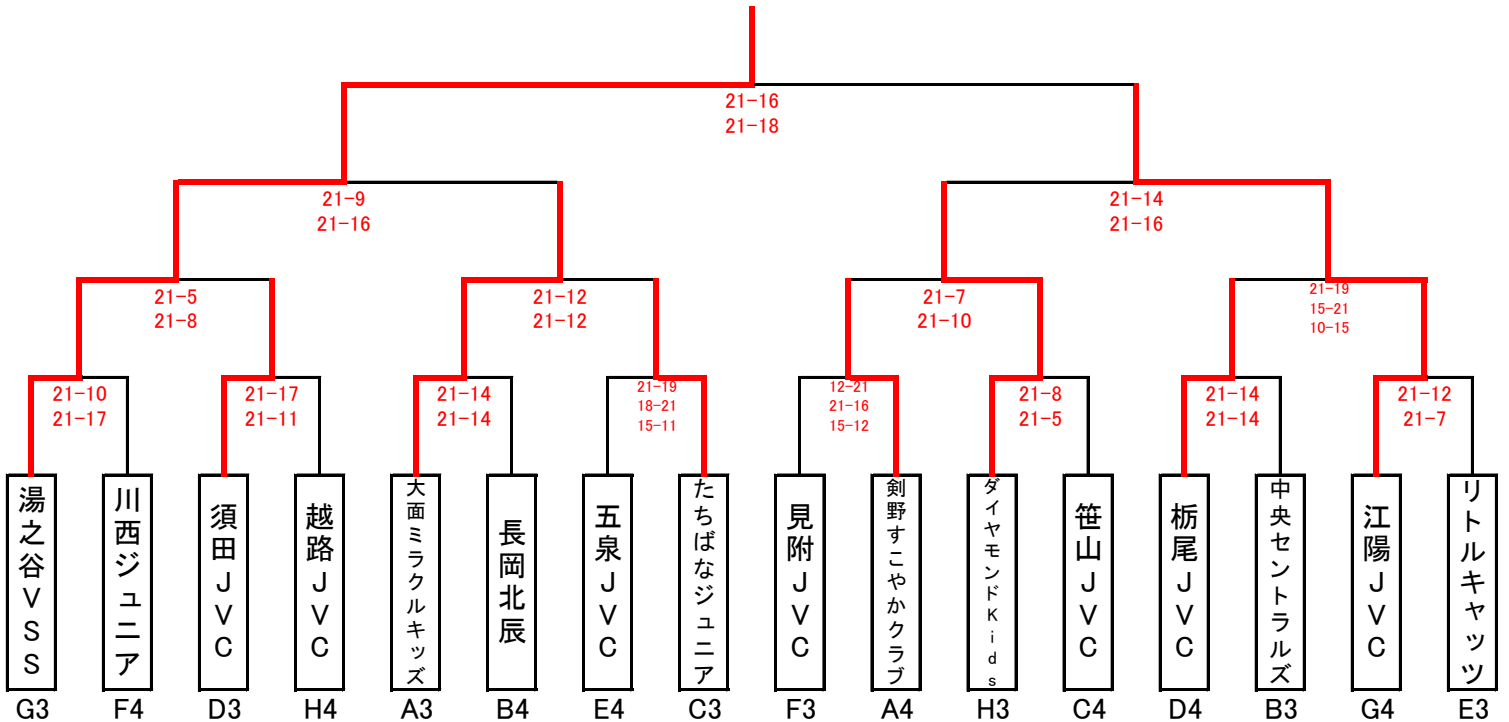 21-16
21-18
21-9
21-16
21-14
21-16
21-5
21-8
21-12
21-12
21-7
21-10
21-19
15-21
10-15
21-10
21-17
21-17
21-11
21-14
21-14
21-19
18-21
15-11
12-21
21-16
15-12
21-8
21-5
21-14
21-14
21-12
21-7
湯之谷VSS
川西ジュニア
須田JVC
越路JVC
大面ミラクルキッズ
長岡北辰
五泉JVC
たちばなジュニア
見附JVC
剣野すこやかクラブ
ダイヤモンドKids
笹山JVC
栃尾JVC
中央セントラルズ
江陽JVC
リトルキャッツ
G3 F4 D3 H4 A3 B4 E4 C3 F3 A4 H3 C4 D4 B3 G4 E3